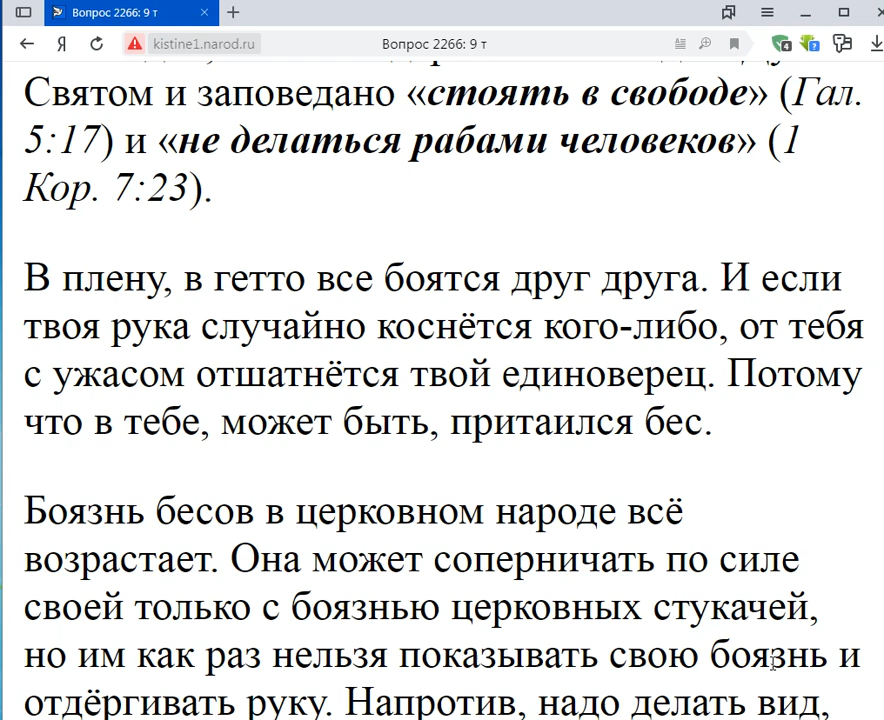 Вопрос 2266: 9 т
kistine1.narod.ru
Вопрос 2266: 9 т
Святом и заповедано «стоять в свободе» (Гал.
5:17) и «не делаться рабами человеков» (1
Кор. 7:23).
В плену, в гетто все боятся друг друга. И если
твоя рука случайно коснётся кого-либо, от тебя
с ужасом отшатнётся твой единоверец. Потому
что в тебе, может быть, притаился бес.
Боязнь бесов в церковном народе всё
возрастает. Она может соперничать по силе
своей только с боязнью церковных стукачей,
но им как раз нельзя показывать свою боязнь и
отдёргивать руку. Напротив, надо делать вид,